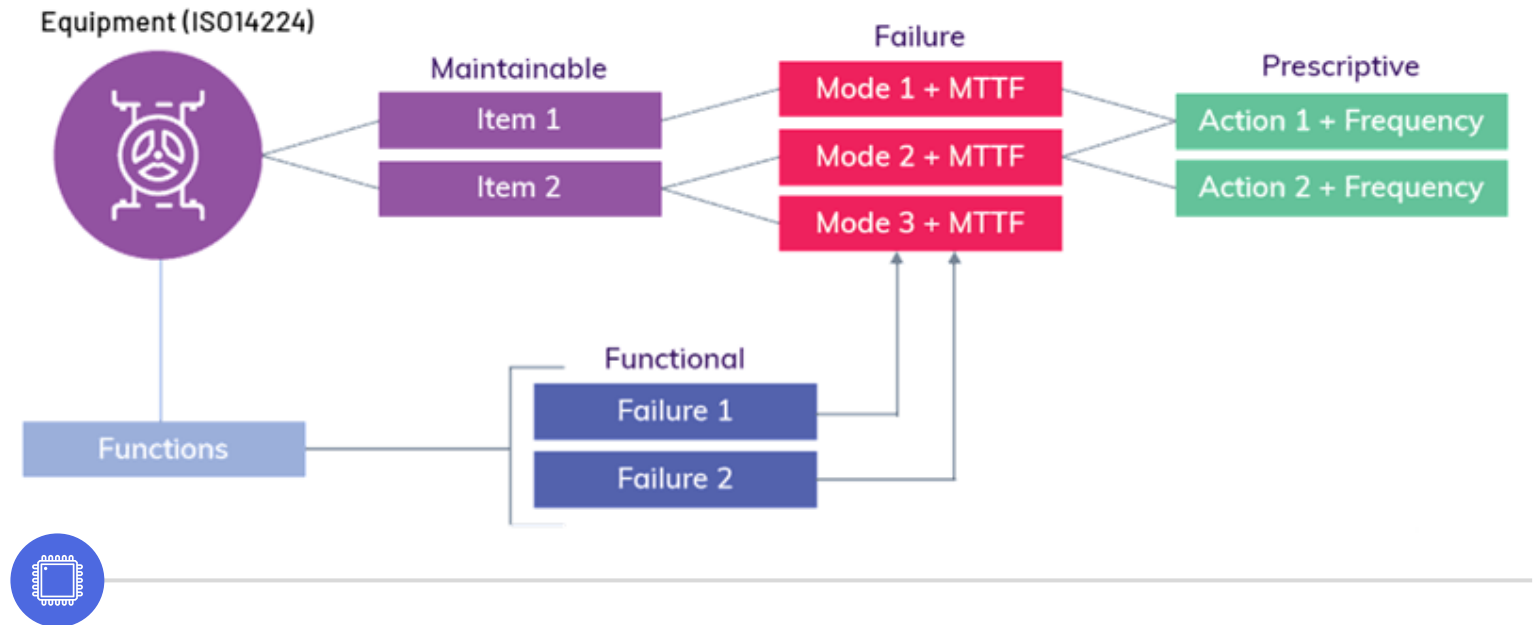 Equipment (ISO14224)
Maintainable
Item 1
Item 2
Failure
Mode 1 + MTTF
Mode 2 + MTTF
Mode 3 + MTTF
Prescriptive
Action 1 + Frequency
Action 2 + Frequency
Functions
Functional
Failure 1
Failure 2